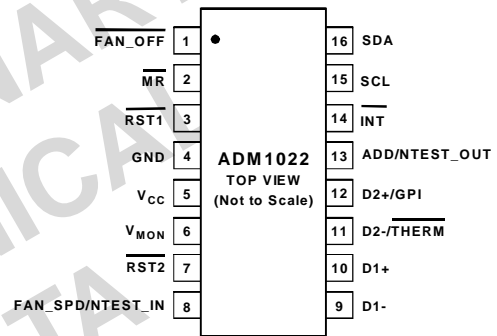 FAN_OFF 1 16 SDA
MR 2 15 SCL
RST1 3 14 INT
GND 4 ADM1022 13 ADD/NTEST_OUT
TOP VIEW
VCC 5 (Not to Scale) 12 D2+/GPI
VMON 6 11 D2-/THERM
RST2 7 10 D1+
FAN_SPD/NTEST_IN 8 9 D1-